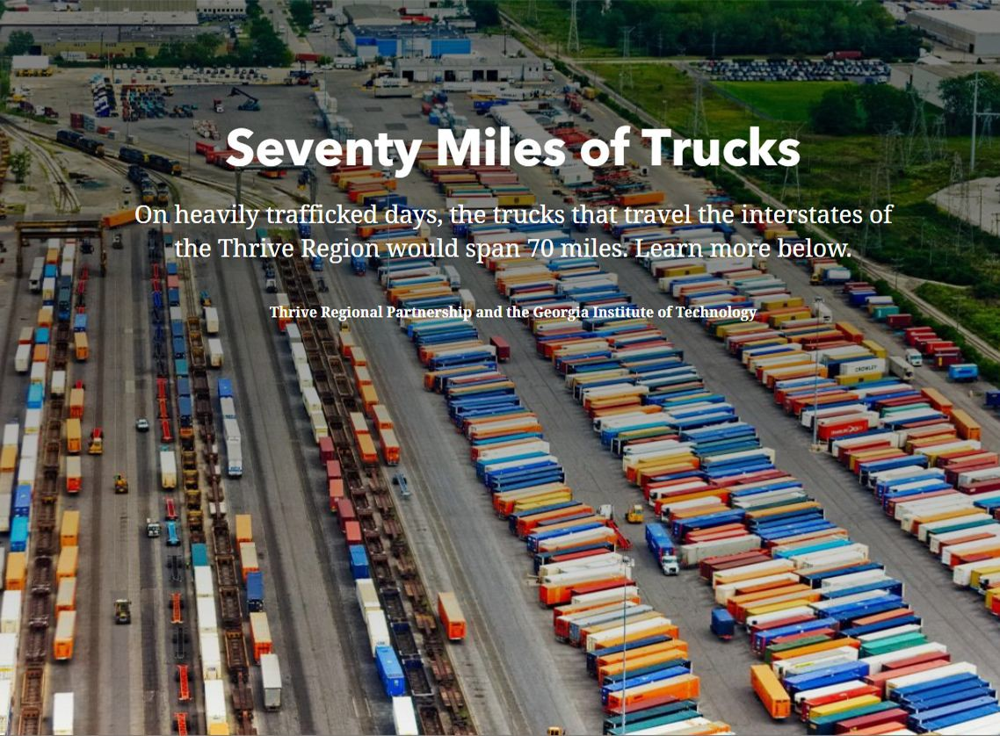 Seventy Miles of Trucks
On heavily trafficked days, the trucks that travel the interstates of
the Thrive Region would span 70 miles. Learn more below.
Thrive Regional Partnership and the Georgia Institute of Technology
CROWLEY